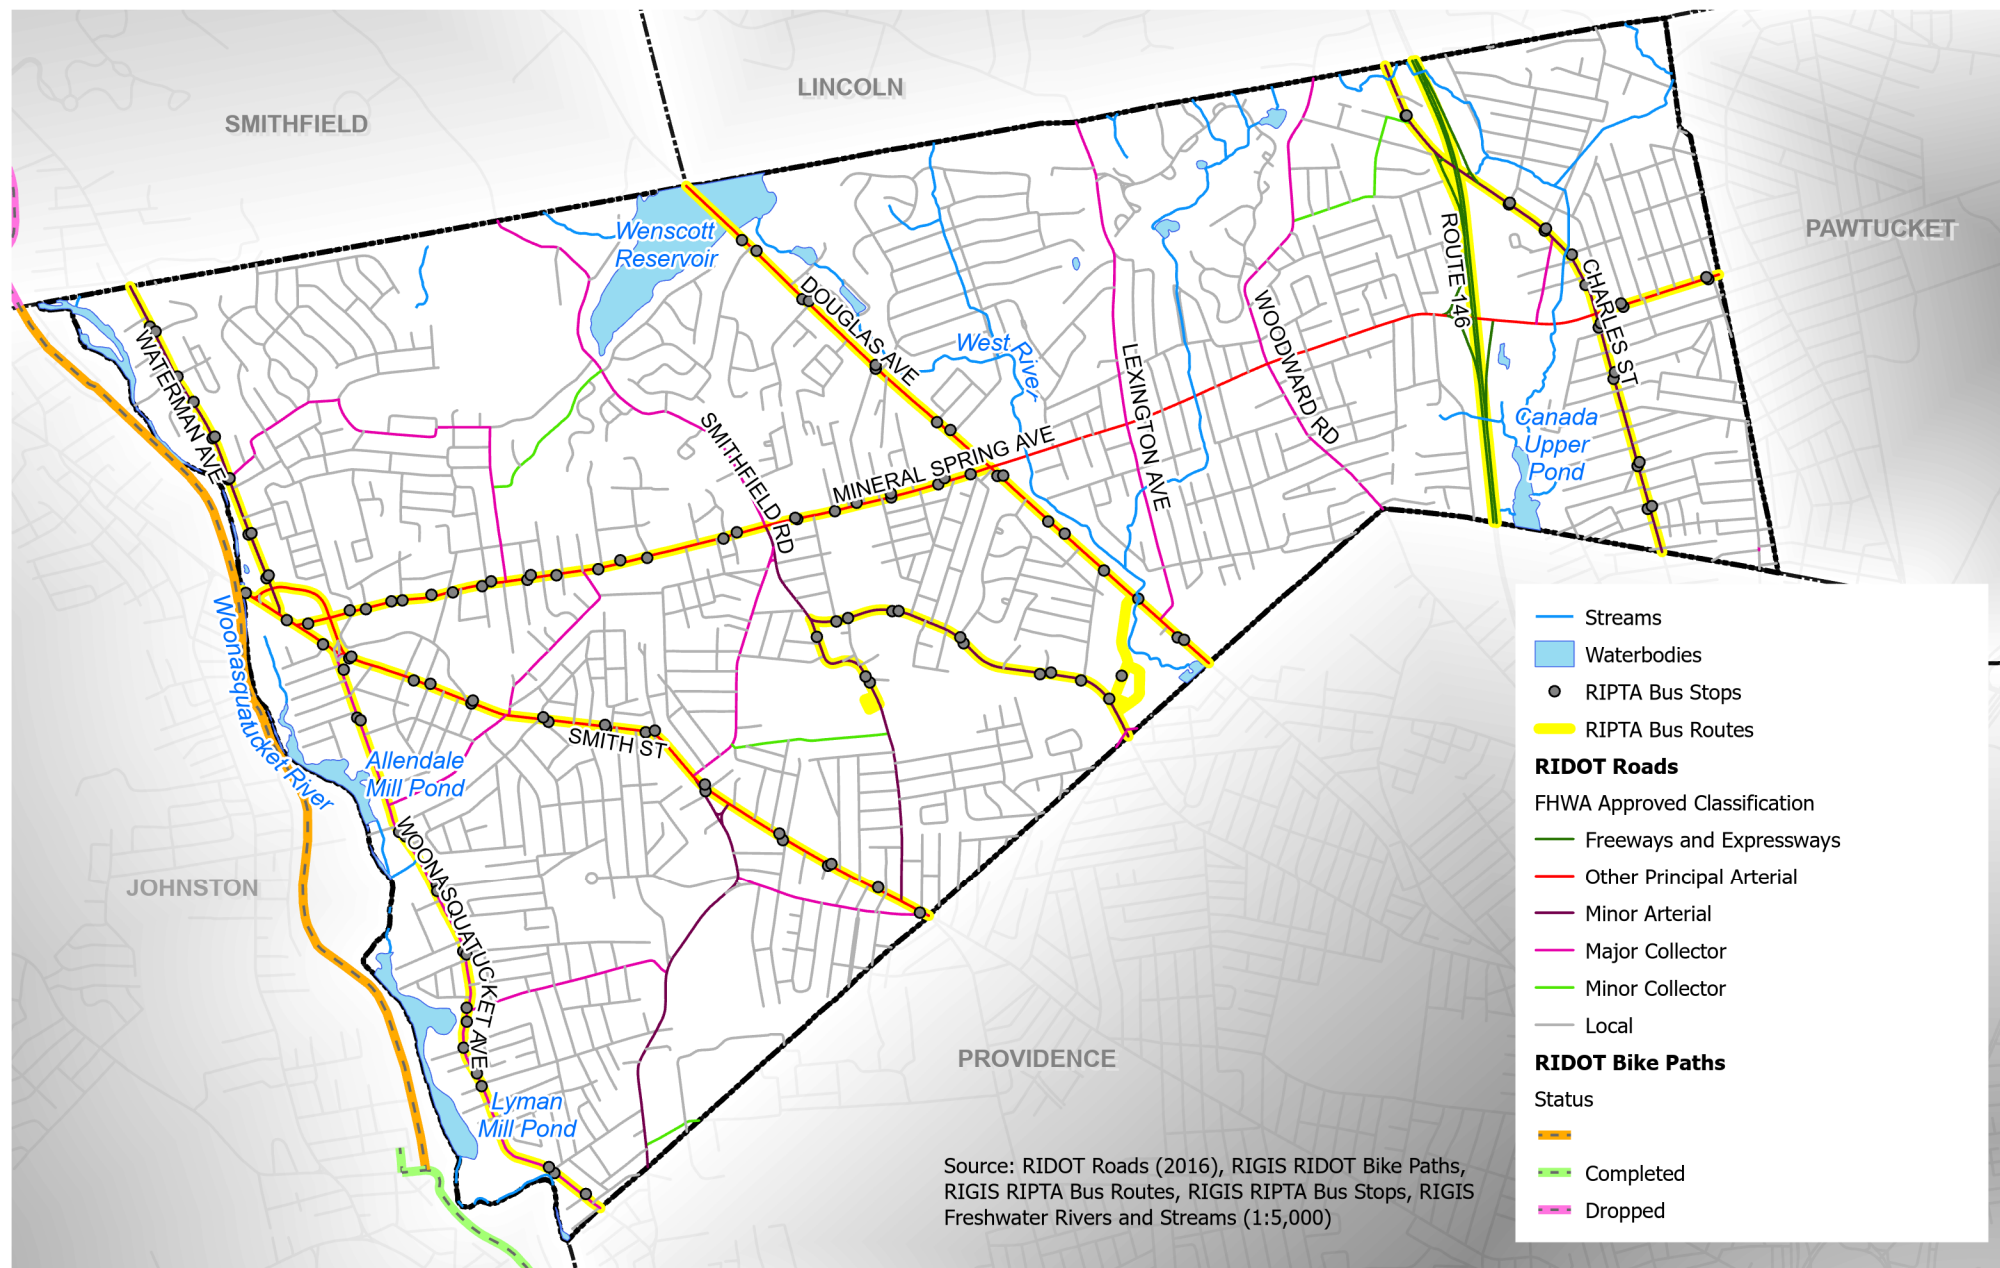 LINCOLN
SMITHFIELD
PAWTUCKET
Wenscott
Reservoir
ROUTE 146
CHARLES ST
DOUGLAS AVE
WOODWARD RD
WATERMAN AVE
West River
LEXINGTON AVE
SMITHFIELD RD
Canada
Upper
Pond
MINERAL SPRING AVE
Woonasquatucket River
SMITH ST
Allendale
Mill Pond
WOONASQUATUCKET AVE
JOHNSTON
PROVIDENCE
Lyman
Mill Pond
Source: RIDOT Roads (2016), RIGIS RIDOT Bike Paths,
RIGIS RIPTA Bus Routes, RIGIS RIPTA Bus Stops, RIGIS
Freshwater Rivers and Streams (1:5,000)
Streams
Waterbodies
RIPTA Bus Stops
RIPTA Bus Routes
RIDOT Roads
FHWA Approved Classification
Freeways and Expressways
Other Principal Arterial
Minor Arterial
Major Collector
Minor Collector
Local
RIDOT Bike Paths
Status
Completed
Dropped